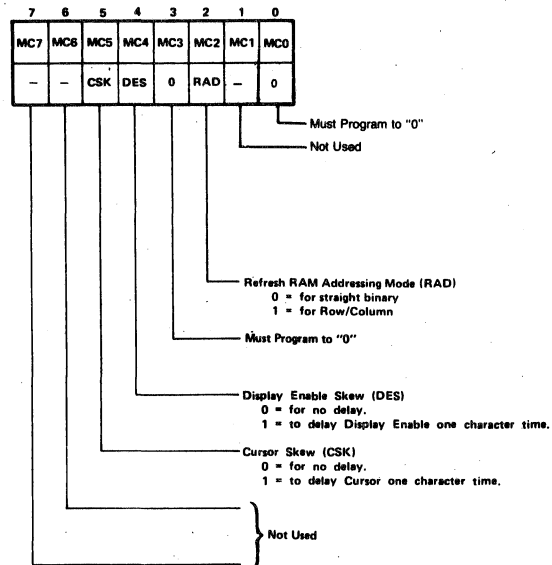 7 6 5 4 3 2 1 0
MC7 MC6 MC5 MC4 MC3 MC2 MC1 MC0
– – CSK DES 0 RAD – 0
Must Program to "0"
Not Used
Refresh RAM Addressing Mode (RAD)
0 = for straight binary
1 = for Row/Column
Must Program to "0"
Display Enable Skew (DES)
0 = for no delay.
1 = to delay Display Enable one character time.
Cursor Skew (CSK)
0 = for no delay.
1 = to delay Cursor one character time.
Not Used